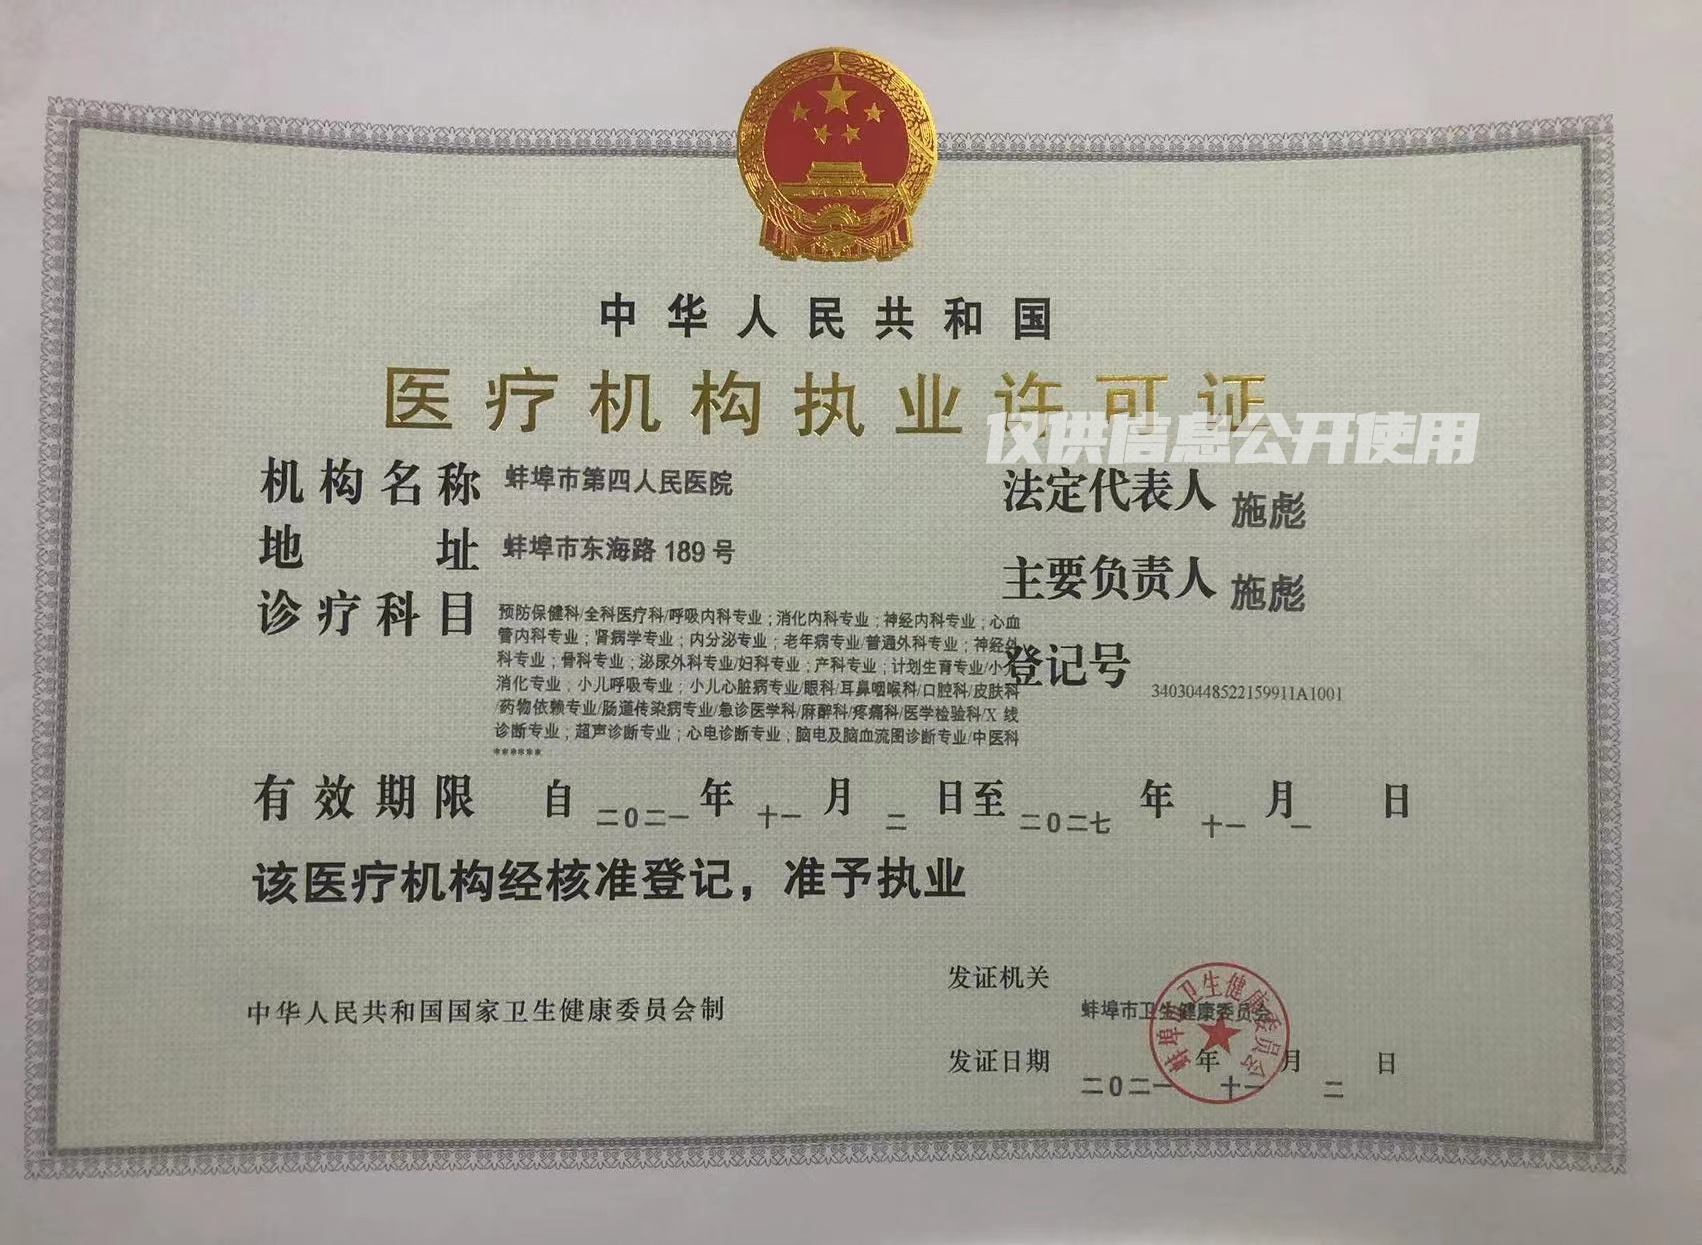 中华人民共和国
医疗机构执业许可证
仅供信息公开使用
机构名称 蚌埠市第四人民医院
法定代表人 施彪
地址 蚌埠市东海路 189 号
主要负责人 施彪
诊疗科目 预防保健科/全科医疗科/呼吸内科专业；消化内科专业；神经内科专业；心血
管内科专业；肾病学专业；内分泌专业；老年病专业/普通外科专业；神经外
科专业；骨科专业；泌尿外科专业/妇科专业；产科专业；计划生育专业/小儿
消化专业；小儿呼吸专业；小儿心脏病专业/眼科/耳鼻咽喉科/口腔科/皮肤科
/药物依赖专业/肠道传染病专业/急诊医学科/麻醉科/疼痛科/医学检验科/X 线
诊断专业；超声诊断专业；心电诊断专业；脑电及脑血流图诊断专业/中医科
******
登记号 34030448522159911A1001
有效期限 自 二〇二一 年 十一 月 二 日至 二〇二七 年 十一 月 一 日
该医疗机构经核准登记，准予执业
发证机关
中华人民共和国国家卫生健康委员会制
蚌埠市卫生健康委员会
蚌埠市卫生健康委员会
发证日期 二〇二一 年 十一 月 二 日